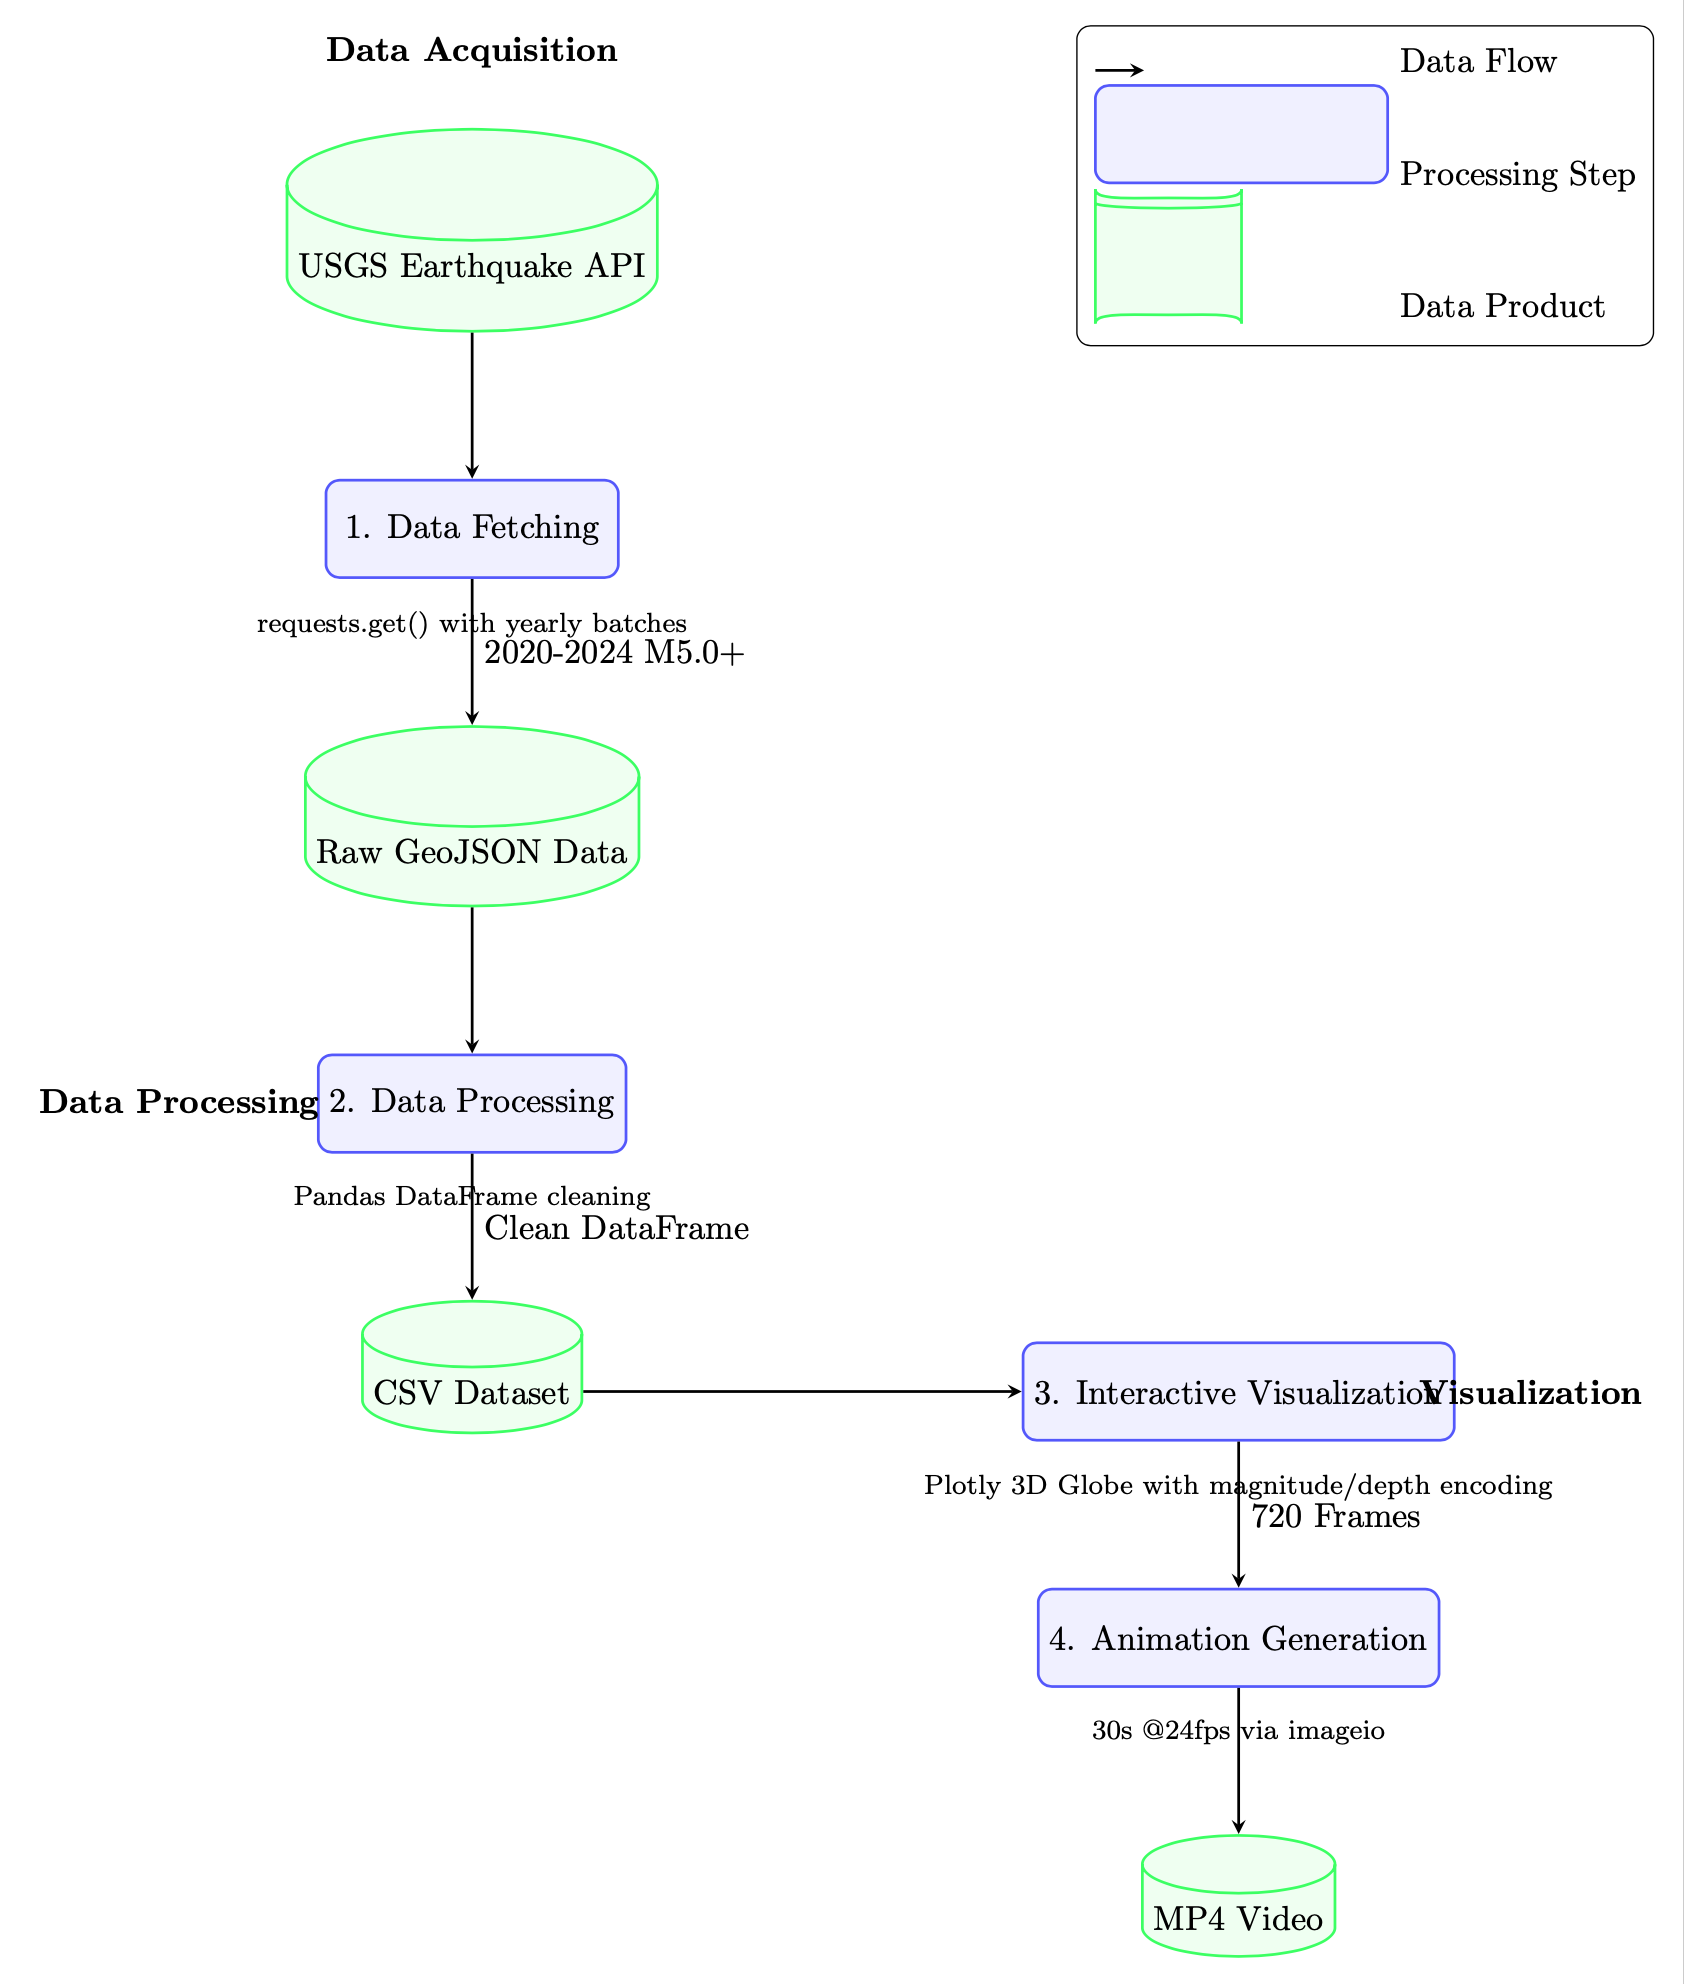 Data Acquisition
Data Flow
Processing Step
Data Product
USGS Earthquake API
1. Data Fetching
requests.get() with yearly batches
2020-2024 M5.0+
Raw GeoJSON Data
Data Processing
2. Data Processing
Pandas DataFrame cleaning
Clean DataFrame
CSV Dataset
3. Interactive Visualization
Visualization
Plotly 3D Globe with magnitude/depth encoding
720 Frames
4. Animation Generation
30s @24fps via imageio
MP4 Video